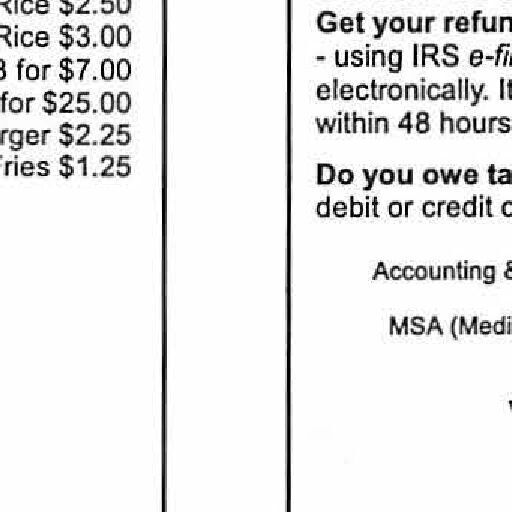 Rice $2.50
Rice $3.00
3 for $7.00
for $25.00
rger $2.25
ries $1.25
Get your refun
- using IRS e-fi
electronically. It
within 48 hours
Do you owe ta
debit or credit c
Accounting &
MSA (Medi